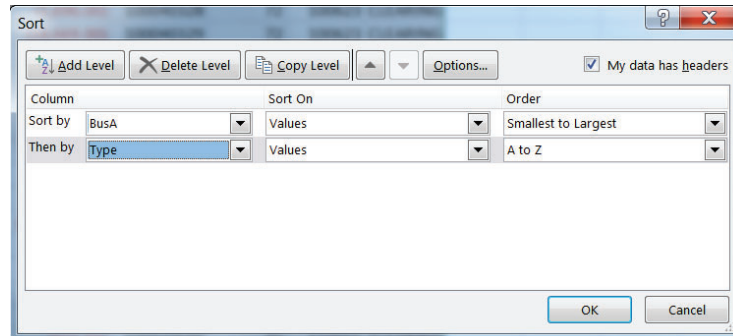 Sort
Add Level Delete Level Copy Level Options... My data has headers
Column Sort On Order
Sort by BusA Values Smallest to Largest
Then by Type Values A to Z
OK Cancel